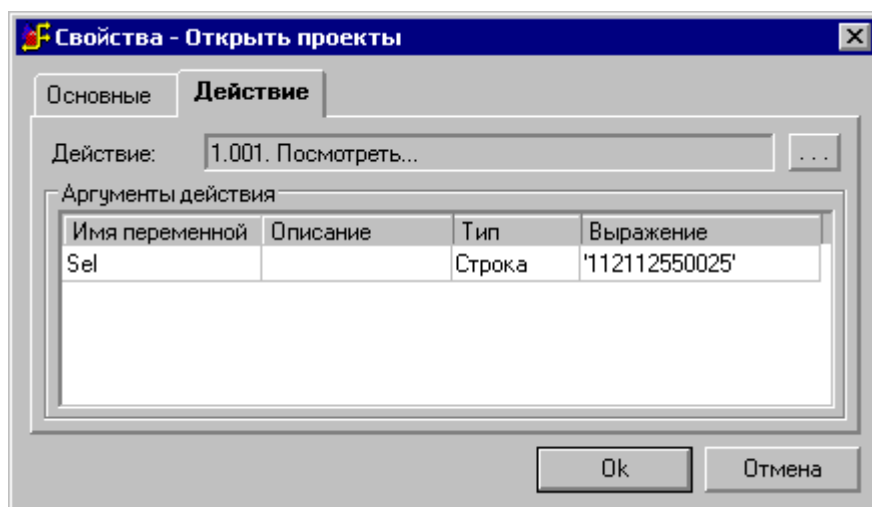 Свойства - Открыть проекты
Основные Действие
Действие: 1.001. Посмотреть... ...
Аргументы действия
Имя переменной Описание Тип Выражение
Sel Строка '112112550025'
Ok Отмена